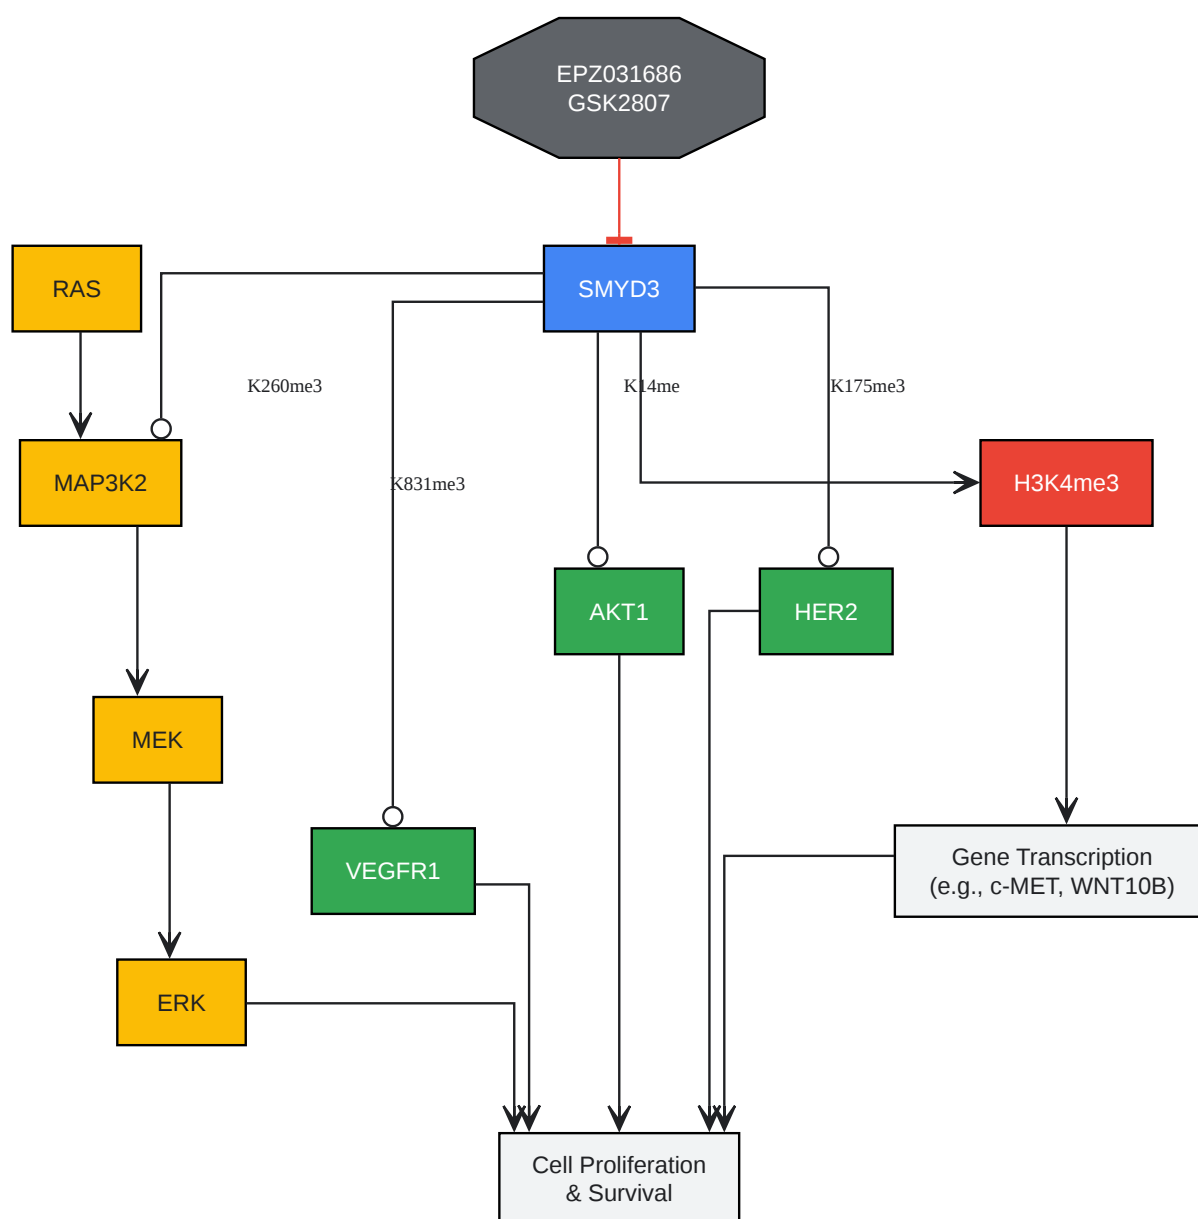 EPZ031686
GSK2807
RAS
SMYD3
K260me3
K14me
K175me3
MAP3K2
K831me3
H3K4me3
AKT1
HER2
MEK
VEGFR1
Gene Transcription
(e.g., c-MET, WNT10B)
ERK
Cell Proliferation
& Survival